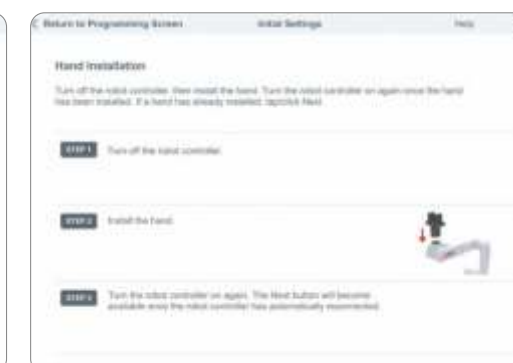 Return to Programming Screen
Initial Settings
Help
Hand Installation
Turn off the robot controller, then install the hand. Turn the robot controller on again once the hand
has been installed. If a hand has already installed, tap/click Next.
STEP 1
Turn off the robot controller.
STEP 2
Install the hand.
STEP 3
Turn the robot controller on again. The Next button will become
available once the robot controller has automatically reconnected.